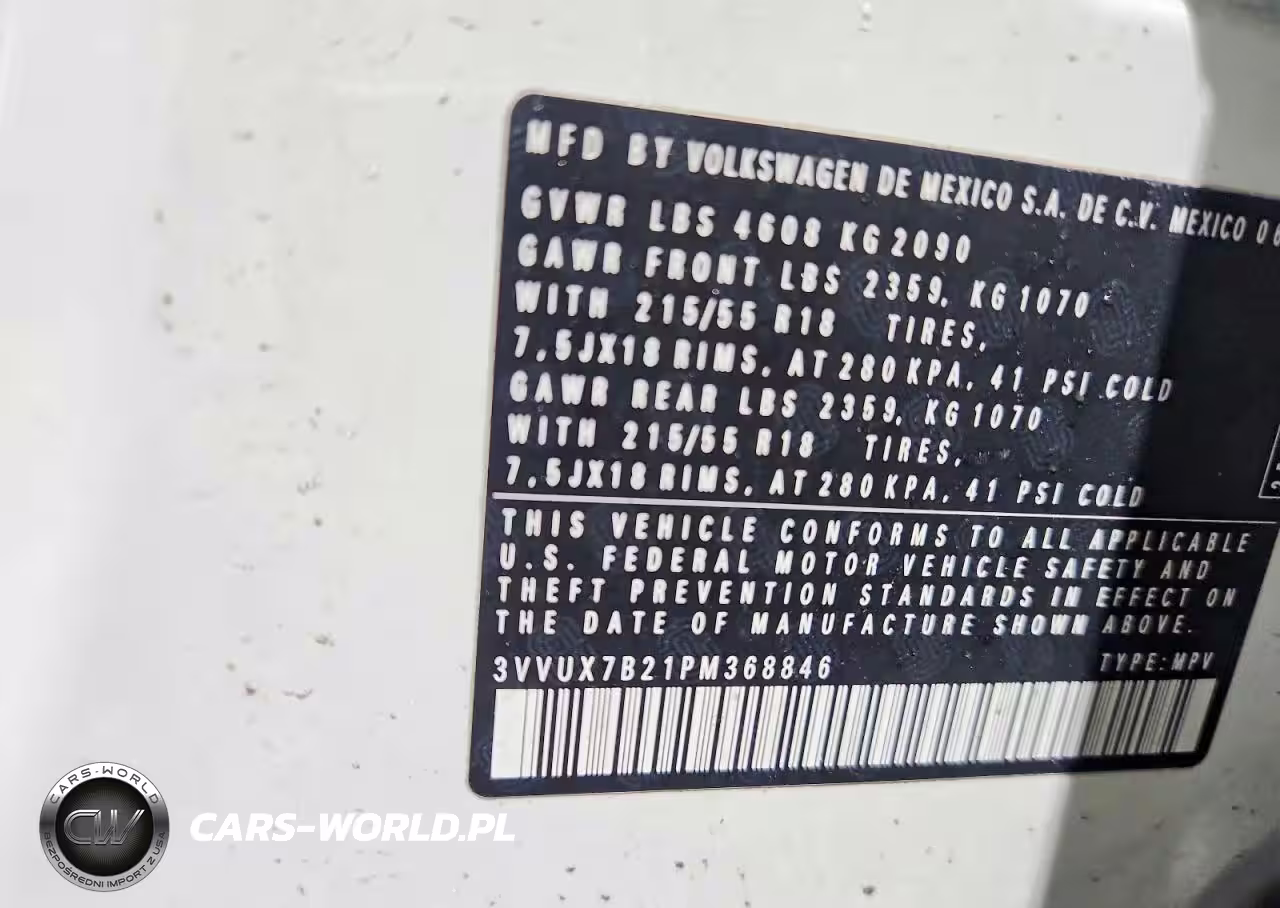 MFD BY VOLKSWAGEN DE MEXICO S.A. DE C.V. MEXICO
GVWR LBS 4608 KG 2090
GAWR FRONT LBS 2359, KG 1070
WITH 215/55 R18 TIRES,
7.5JX18 RIMS, AT 280 KPA, 41 PSI COLD
GAWR REAR LBS 2359, KG 1070
WITH 215/55 R18 TIRES,
7.5JX18 RIMS, AT 280 KPA, 41 PSI COLD
THIS VEHICLE CONFORMS TO ALL APPLICABLE
U.S. FEDERAL MOTOR VEHICLE SAFETY AND
THEFT PREVENTION STANDARDS IN EFFECT ON
THE DATE OF MANUFACTURE SHOWN ABOVE.
3VVUX7B21PM368846 TYPE: MPV
CARS-WORLD
CW
BEZPOŚREDNI IMPORT Z USA
CARS-WORLD.PL